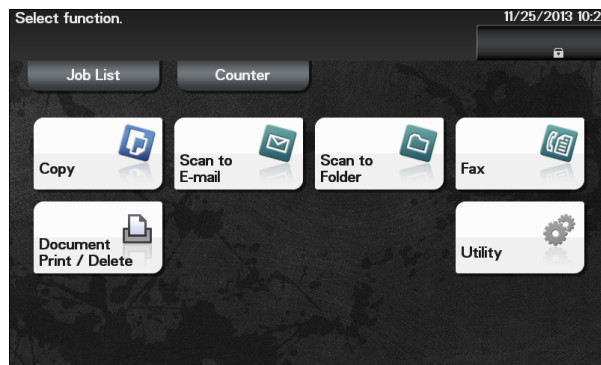 Select function.
11/25/2013 10:2
Job List
Counter
Copy
Scan to
E-mail
Scan to
Folder
Fax
Document
Print / Delete
Utility